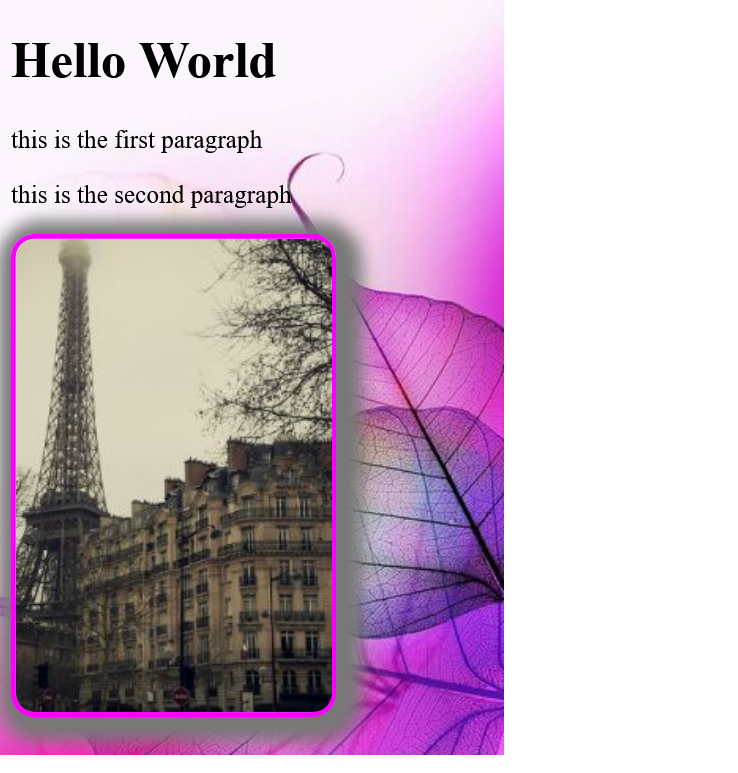 Hello World
this is the first paragraph
this is the second paragraph